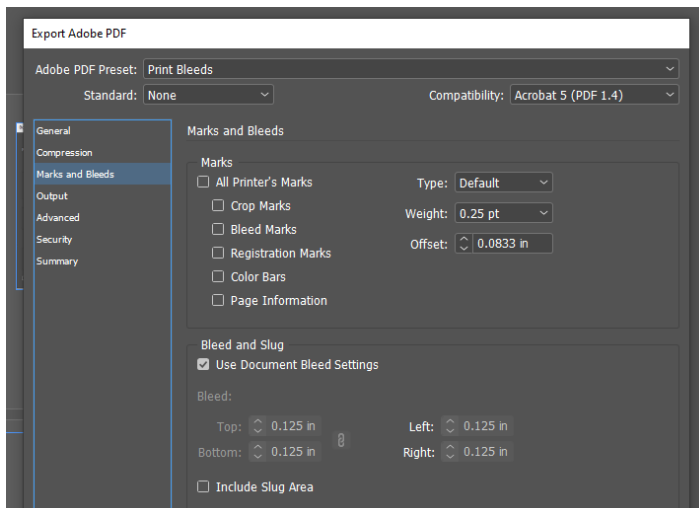 Export Adobe PDF
Adobe PDF Preset: Print Bleeds
Standard: None Compatibility: Acrobat 5 (PDF 1.4)
General
Compression
Marks and Bleeds
Output
Advanced
Security
Summary
Marks and Bleeds
Marks
All Printer's Marks
Crop Marks
Bleed Marks
Registration Marks
Color Bars
Page Information
Type: Default
Weight: 0.25 pt
Offset: 0.0833 in
Bleed and Slug
Use Document Bleed Settings
Bleed:
Top: 0.125 in Left: 0.125 in
Bottom: 0.125 in Right: 0.125 in
Include Slug Area